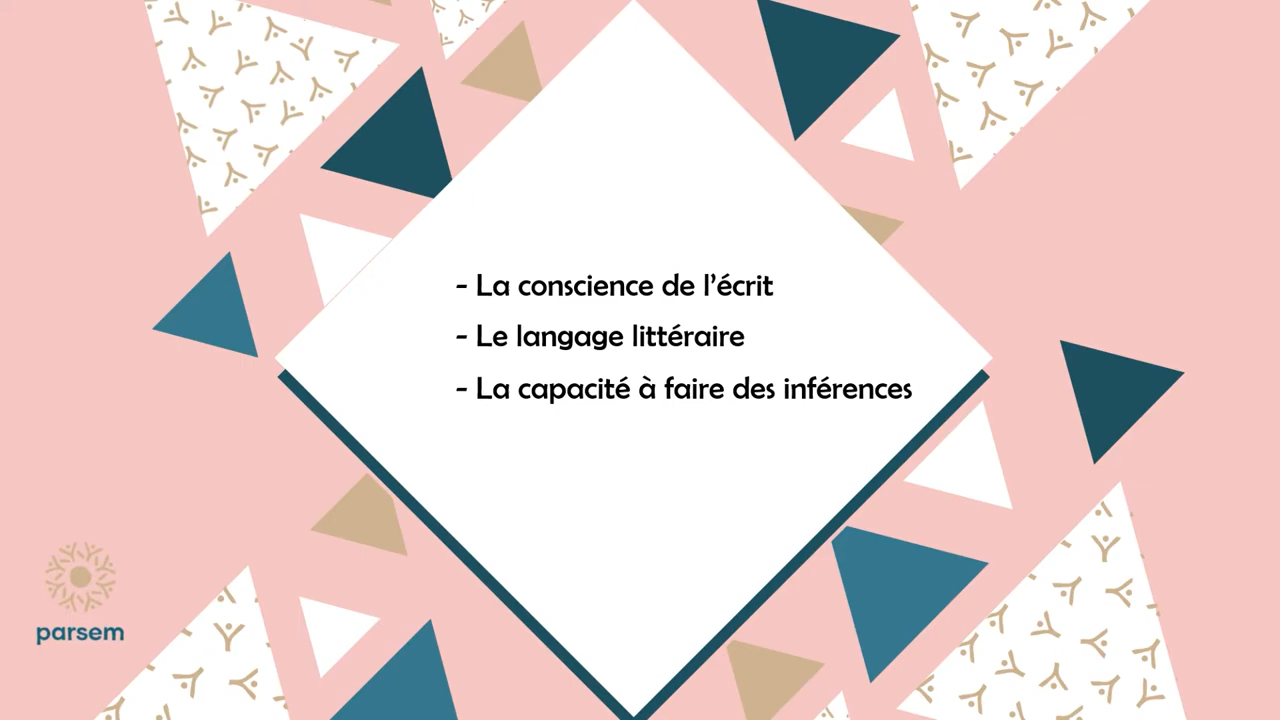 - La conscience de l’écrit
- Le langage littéraire
- La capacité à faire des inférences
parsem